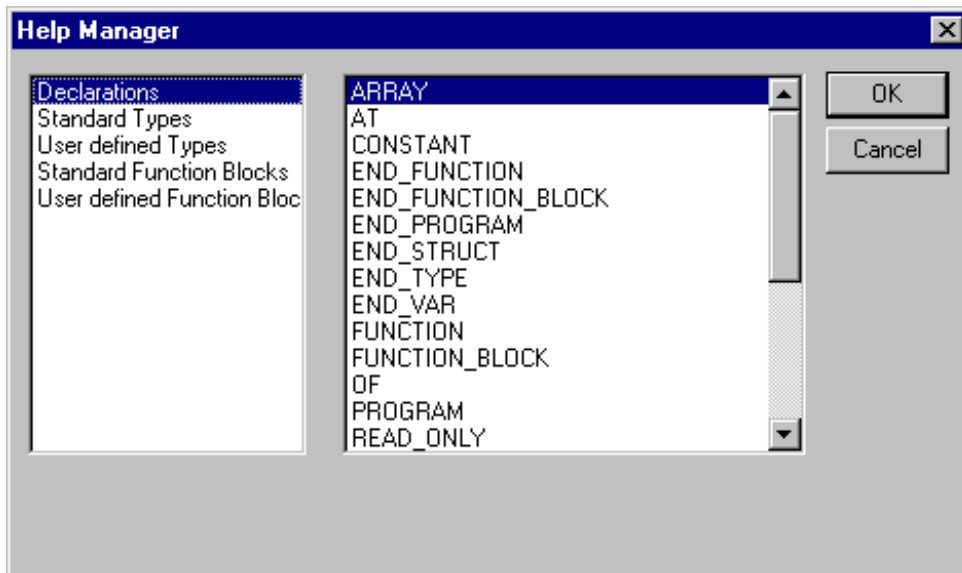 Help Manager
Declarations
Standard Types
User defined Types
Standard Function Blocks
User defined Function Bloc
ARRAY
AT
CONSTANT
END_FUNCTION
END_FUNCTION_BLOCK
END_PROGRAM
END_STRUCT
END_TYPE
END_VAR
FUNCTION
FUNCTION_BLOCK
OF
PROGRAM
READ_ONLY
OK
Cancel